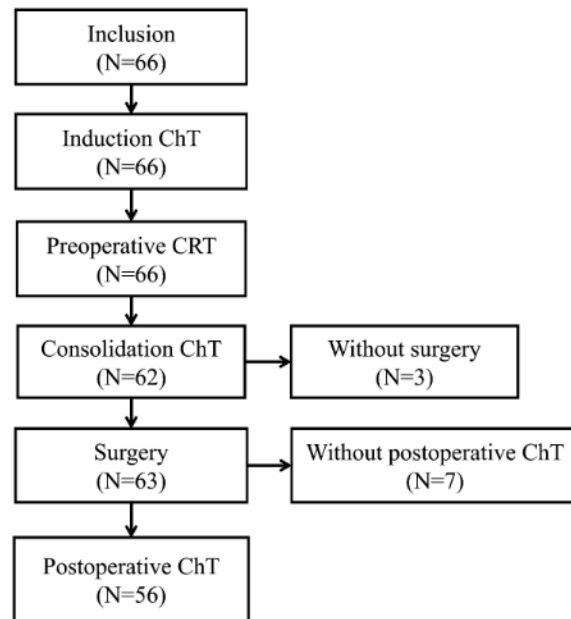 Inclusion
(N=66)
Induction ChT
(N=66)
Preoperative CRT
(N=66)
Consolidation ChT
(N=62)
Without surgery
(N=3)
Surgery
(N=63)
Without postoperative ChT
(N=7)
Postoperative ChT
(N=56)